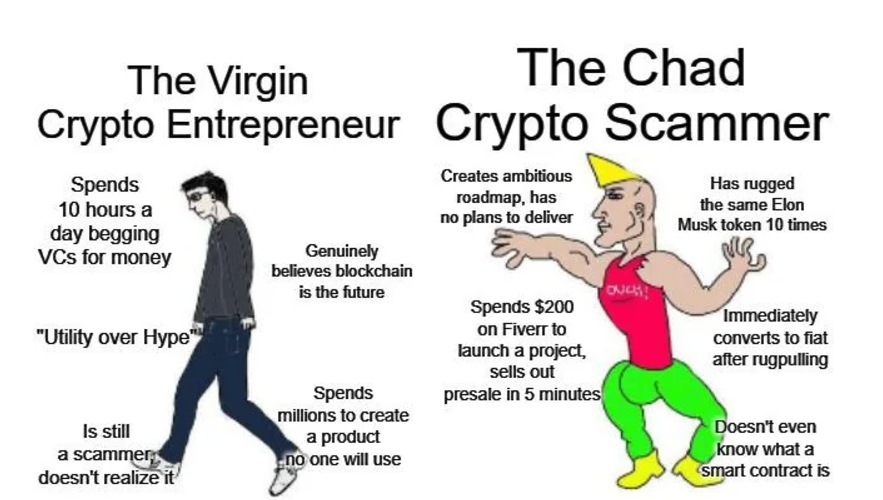 The Virgin
Crypto Entrepreneur
Spends
10 hours a
day begging
VCs for money
Genuinely
believes blockchain
is the future
"Utility over Hype"
Spends
millions to create
a product
no one will use
Is still
a scammer,
doesn't realize it
The Chad
Crypto Scammer
Creates ambitious
roadmap, has
no plans to deliver
Has rugged
the same Elon
Musk token 10 times
OUCH!
Spends $200
on Fiverr to
launch a project,
sells out
presale in 5 minutes
Immediately
converts to fiat
after rugpulling
Doesn't even
know what a
smart contract is